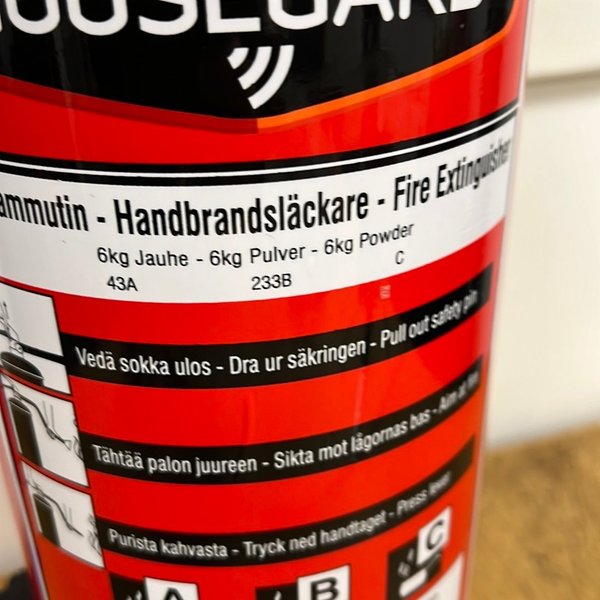 HOUSEGARD
ammutin - Handbrandsläckare - Fire Extinguisher
6kg Jauhe - 6kg Pulver - 6kg Powder
43A 233B C
Vedä sokka ulos - Dra ur säkringen - Pull out safety pin
Tähtää palon juureen - Sikta mot lågornas bas - Aim at fire
Purista kahvasta - Tryck ned handtaget - Press lever
A B C